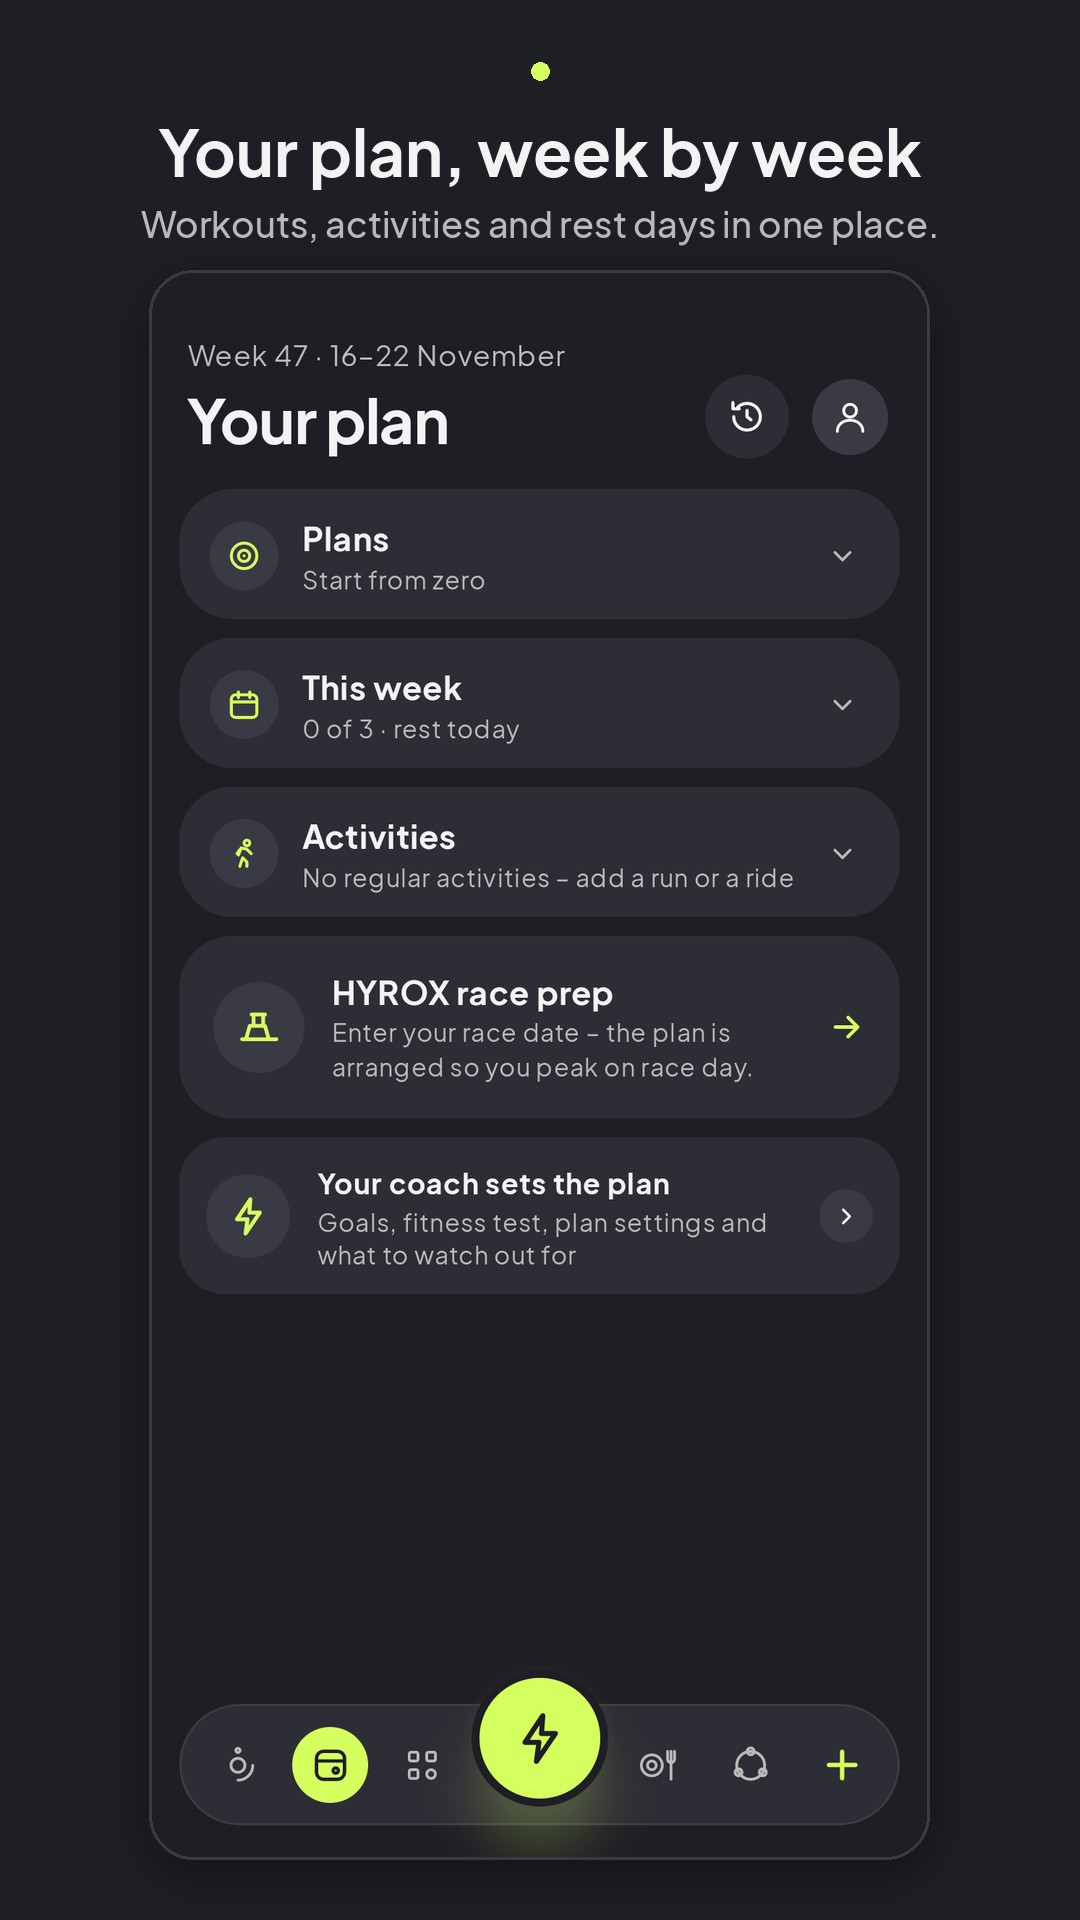 Your plan, week by week
Workouts, activities and rest days in one place.
Week 47 · 16–22 November
Your plan
Plans
Start from zero
This week
0 of 3 · rest today
Activities
No regular activities – add a run or a ride
HYROX race prep
Enter your race date – the plan is
arranged so you peak on race day.
Your coach sets the plan
Goals, fitness test, plan settings and
what to watch out for